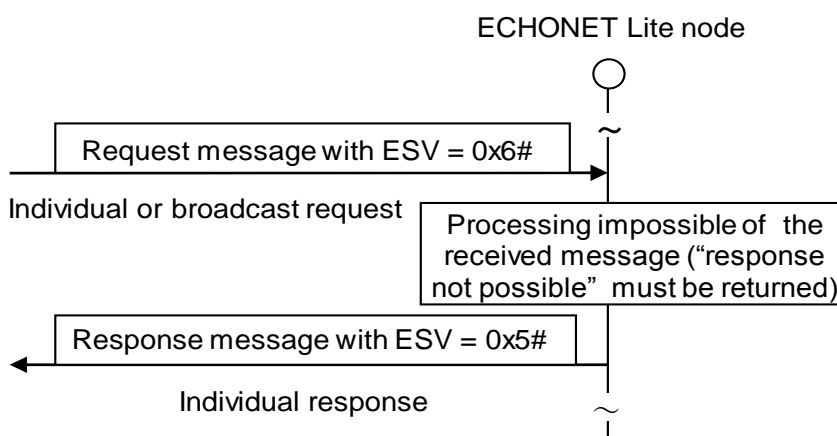 ECHONET Lite node
~
Request message with ESV = 0x6#
Individual or broadcast request
Processing impossible of the
received message (“response
not possible” must be returned)
Response message with ESV = 0x5#
Individual response
~